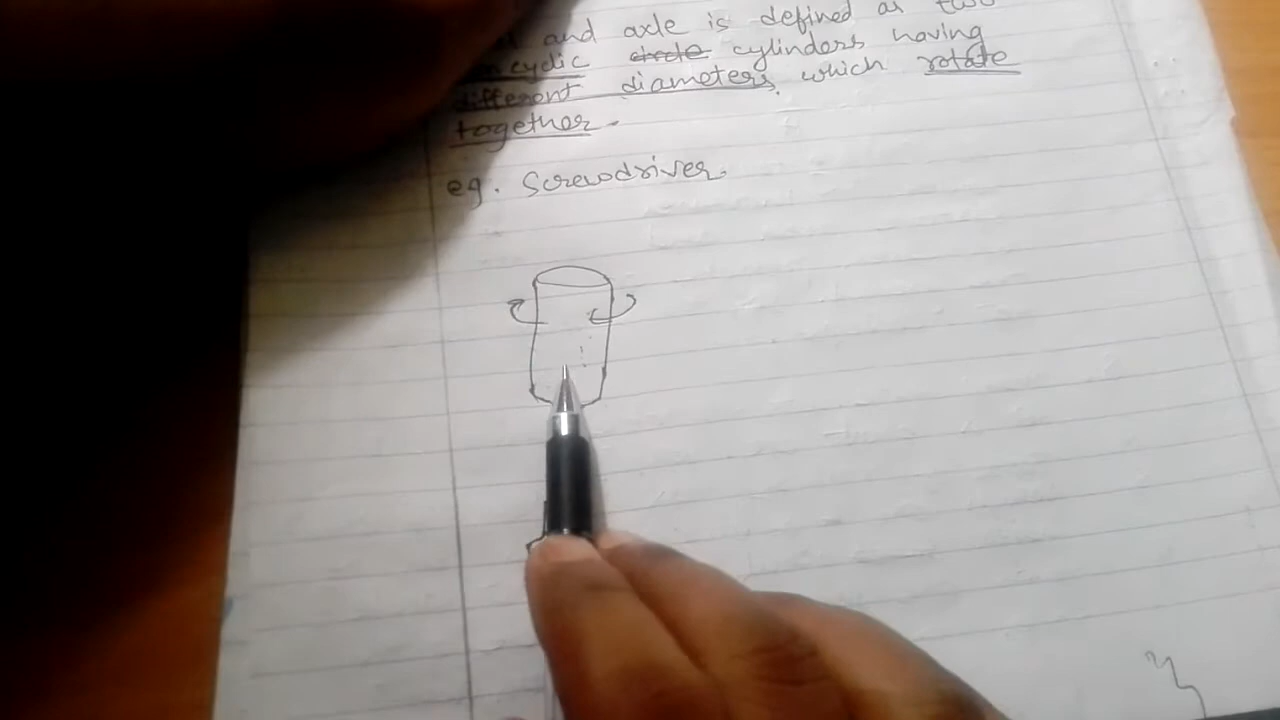 and axle is defined as two
cyclic circle cylinders having
different diameters, which rotate
together.
eg. Screwdriver.